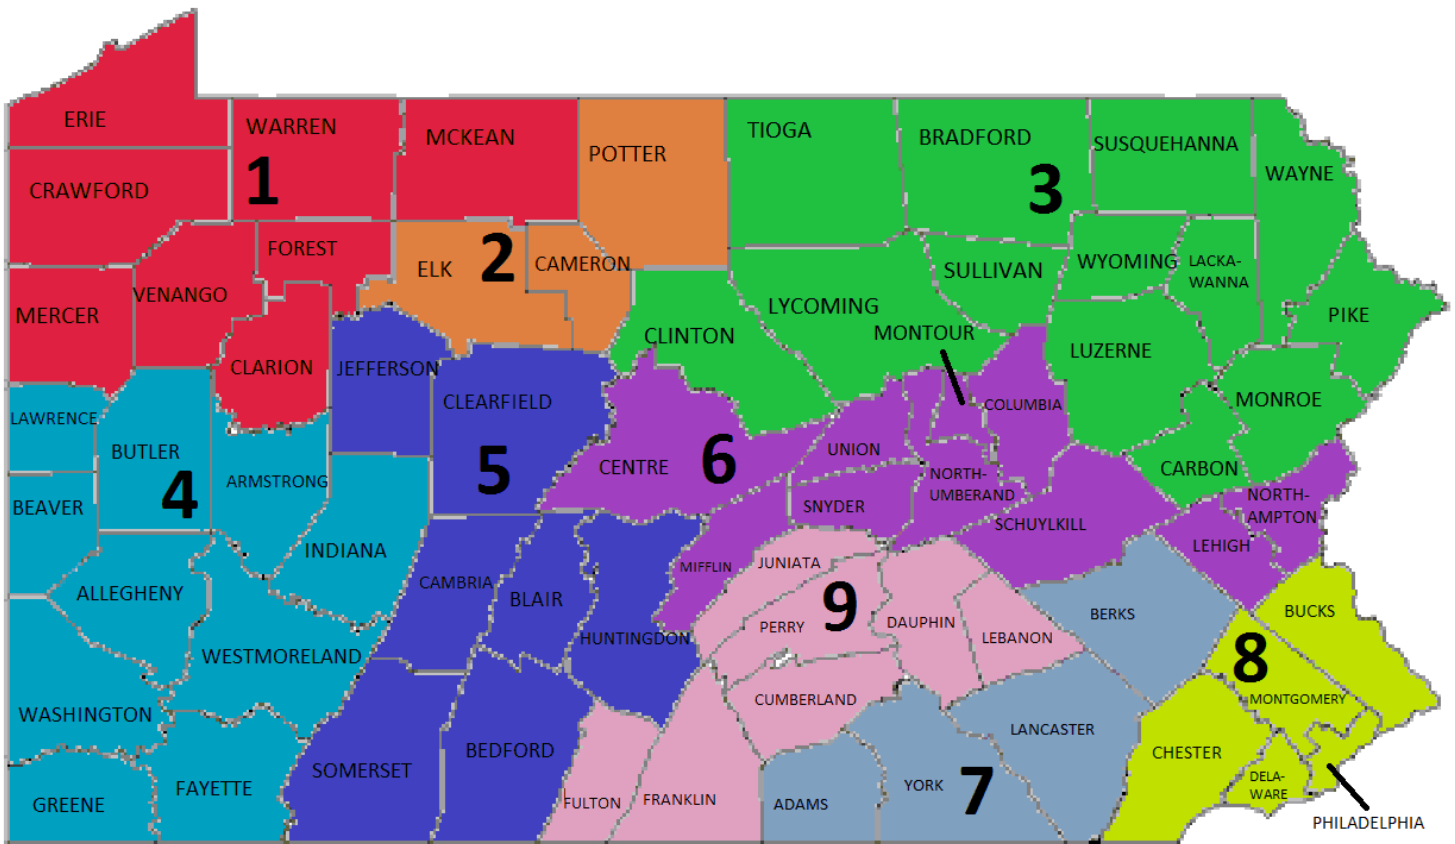 ERIE
WARREN
MCKEAN
POTTER
TIOGA
BRADFORD
SUSQUEHANNA
WAYNE
CRAWFORD
1
3
FOREST
ELK
2
CAMERON
SULLIVAN
WYOMING
LACKA-
WANNA
MERCER
VENANGO
LYCOMING
PIKE
CLINTON
MONTOUR
LUZERNE
CLARION
JEFFERSON
LAWRENCE
CLEARFIELD
COLUMBIA
MONROE
BUTLER
UNION
6
CENTRE
CARBON
4
ARMSTRONG
5
NORTH-
UMBERAND
BEAVER
SNYDER
SCHUYLKILL
NORTH-
AMPTON
INDIANA
LEHIGH
MIFFLIN
JUNIATA
ALLEGHENY
CAMBRIA
BLAIR
9
BERKS
BUCKS
PERRY
DAUPHIN
LEBANON
HUNTINGDON
WESTMORELAND
8
CUMBERLAND
MONTGOMERY
WASHINGTON
LANCASTER
BEDFORD
CHESTER
SOMERSET
FAYETTE
YORK
7
DELA-
WARE
GREENE
FULTON
FRANKLIN
ADAMS
PHILADELPHIA